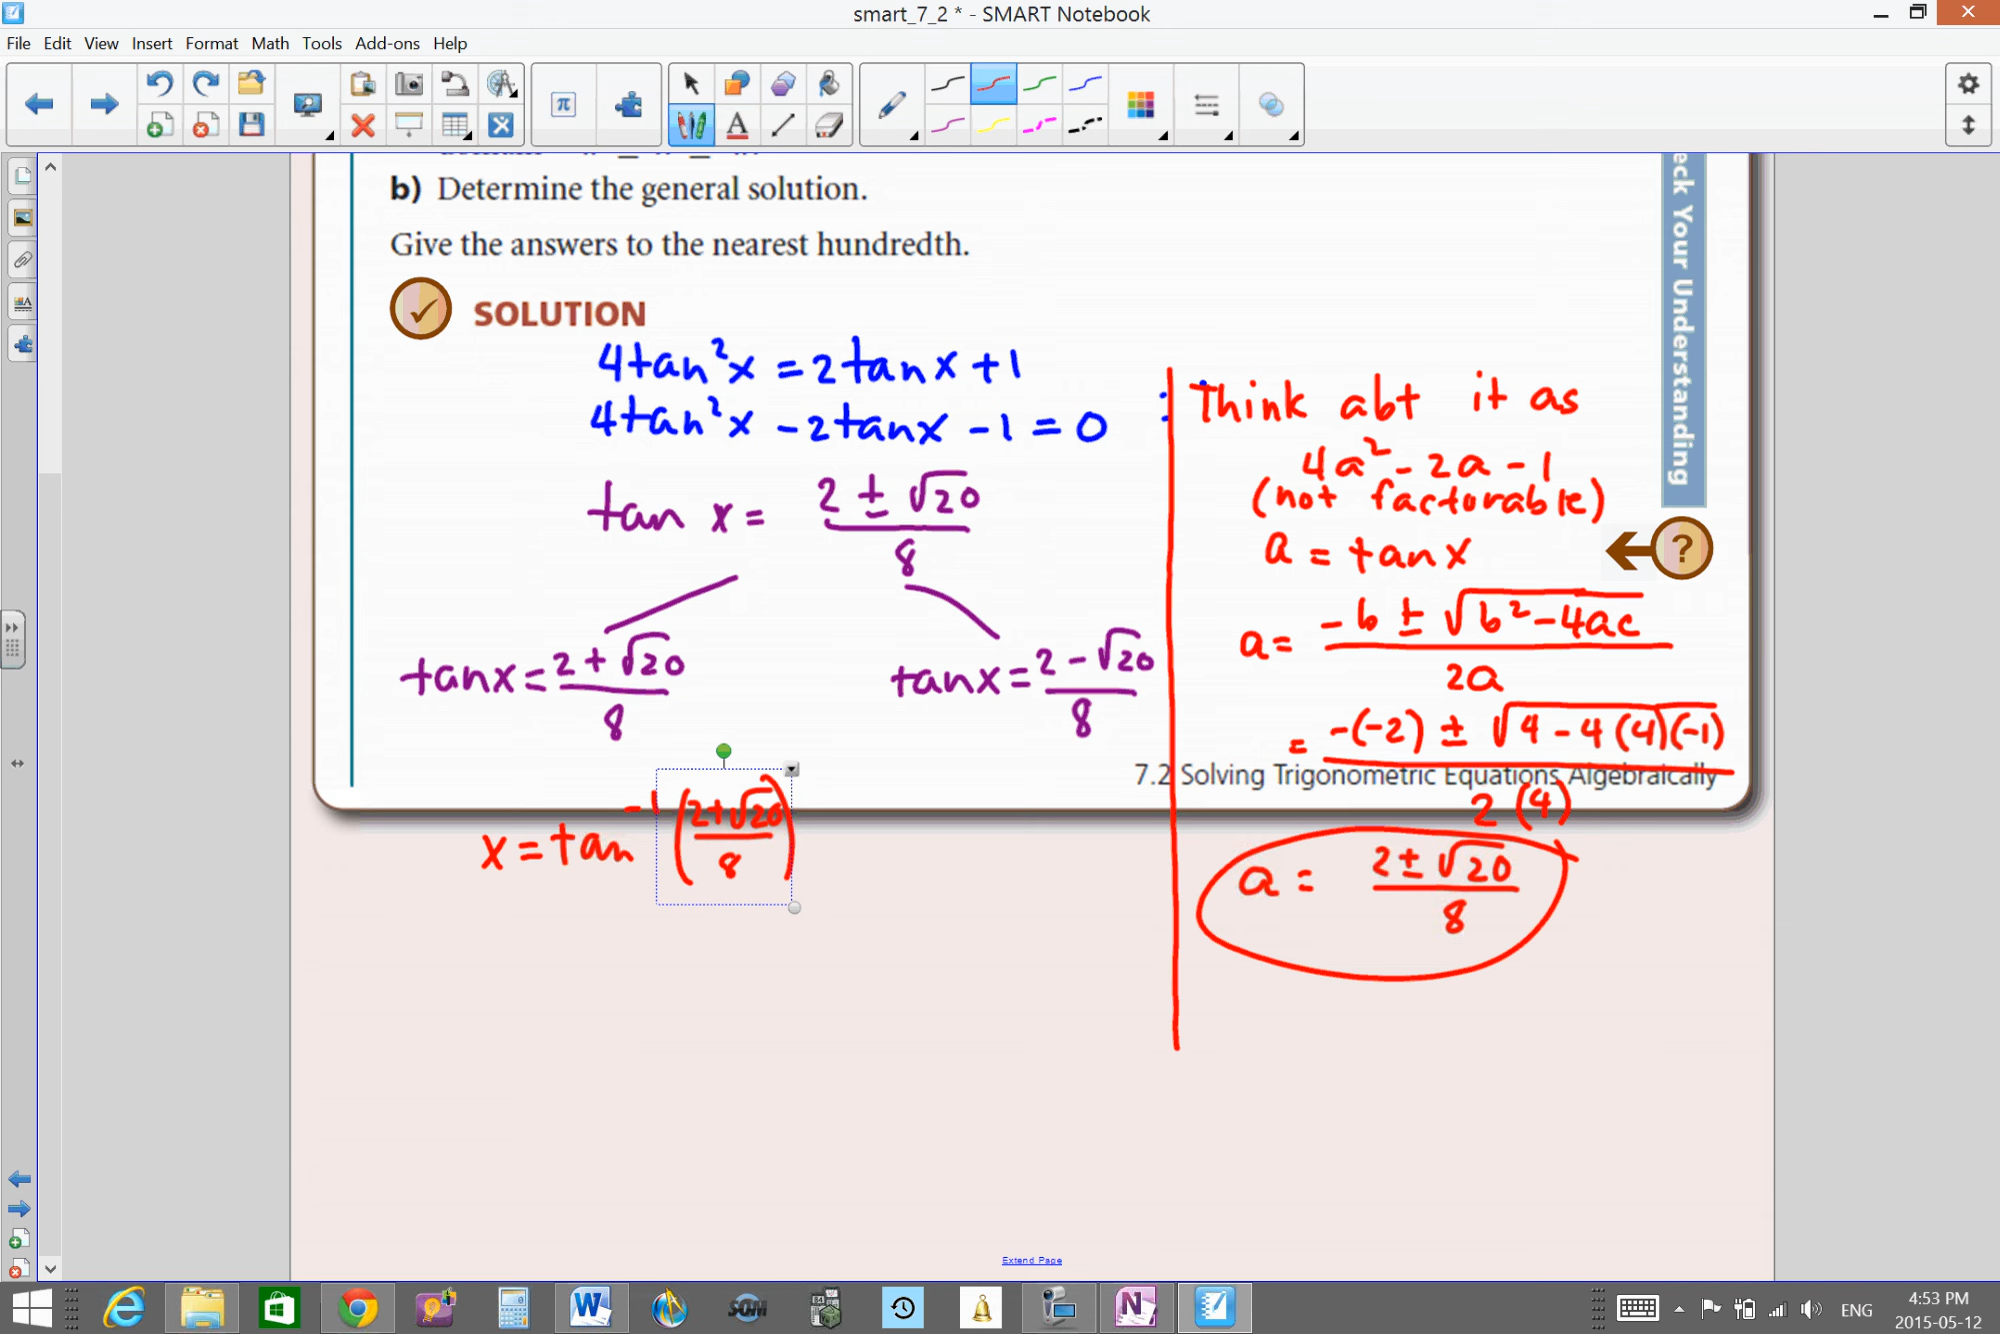 smart_7_2 * - SMART Notebook
File Edit View Insert Format Math Tools Add-ons Help
b) Determine the general solution.
Give the answers to the nearest hundredth.
SOLUTION
4tan²x = 2tanx + 1
4tan²x - 2tanx - 1 = 0
tan x = (2 ± √20)/8
tanx = (2 + √20)/8
tanx = (2 - √20)/8
x = tan⁻¹((2+√20)/8)
Think abt it as
4a² - 2a - 1
(not factorable)
a = tanx
a = (-b ± √(b² - 4ac))/2a
= (-(-2) ± √(4 - 4(4)(-1)))/2(4)
a = (2 ± √20)/8
7.2 Solving Trigonometric Equations Algebraically
eck Your Understanding
?
Extend Page
ENG
4:53 PM
2015-05-12